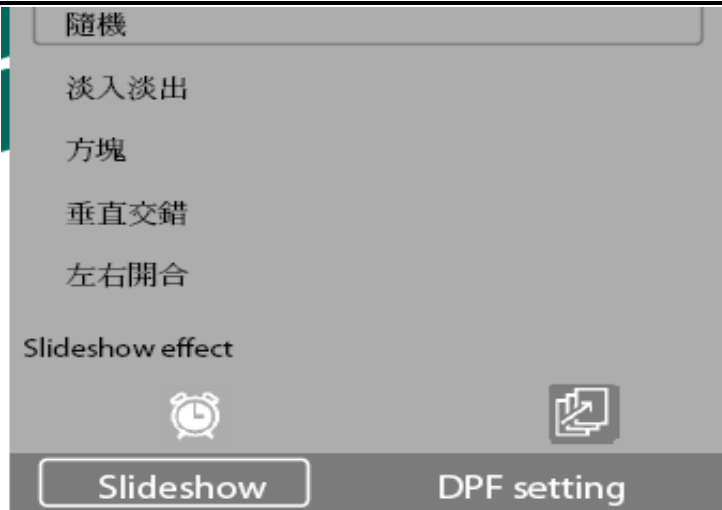 隨機
淡入淡出
方塊
垂直交錯
左右開合
Slideshow effect
Slideshow
DPF setting